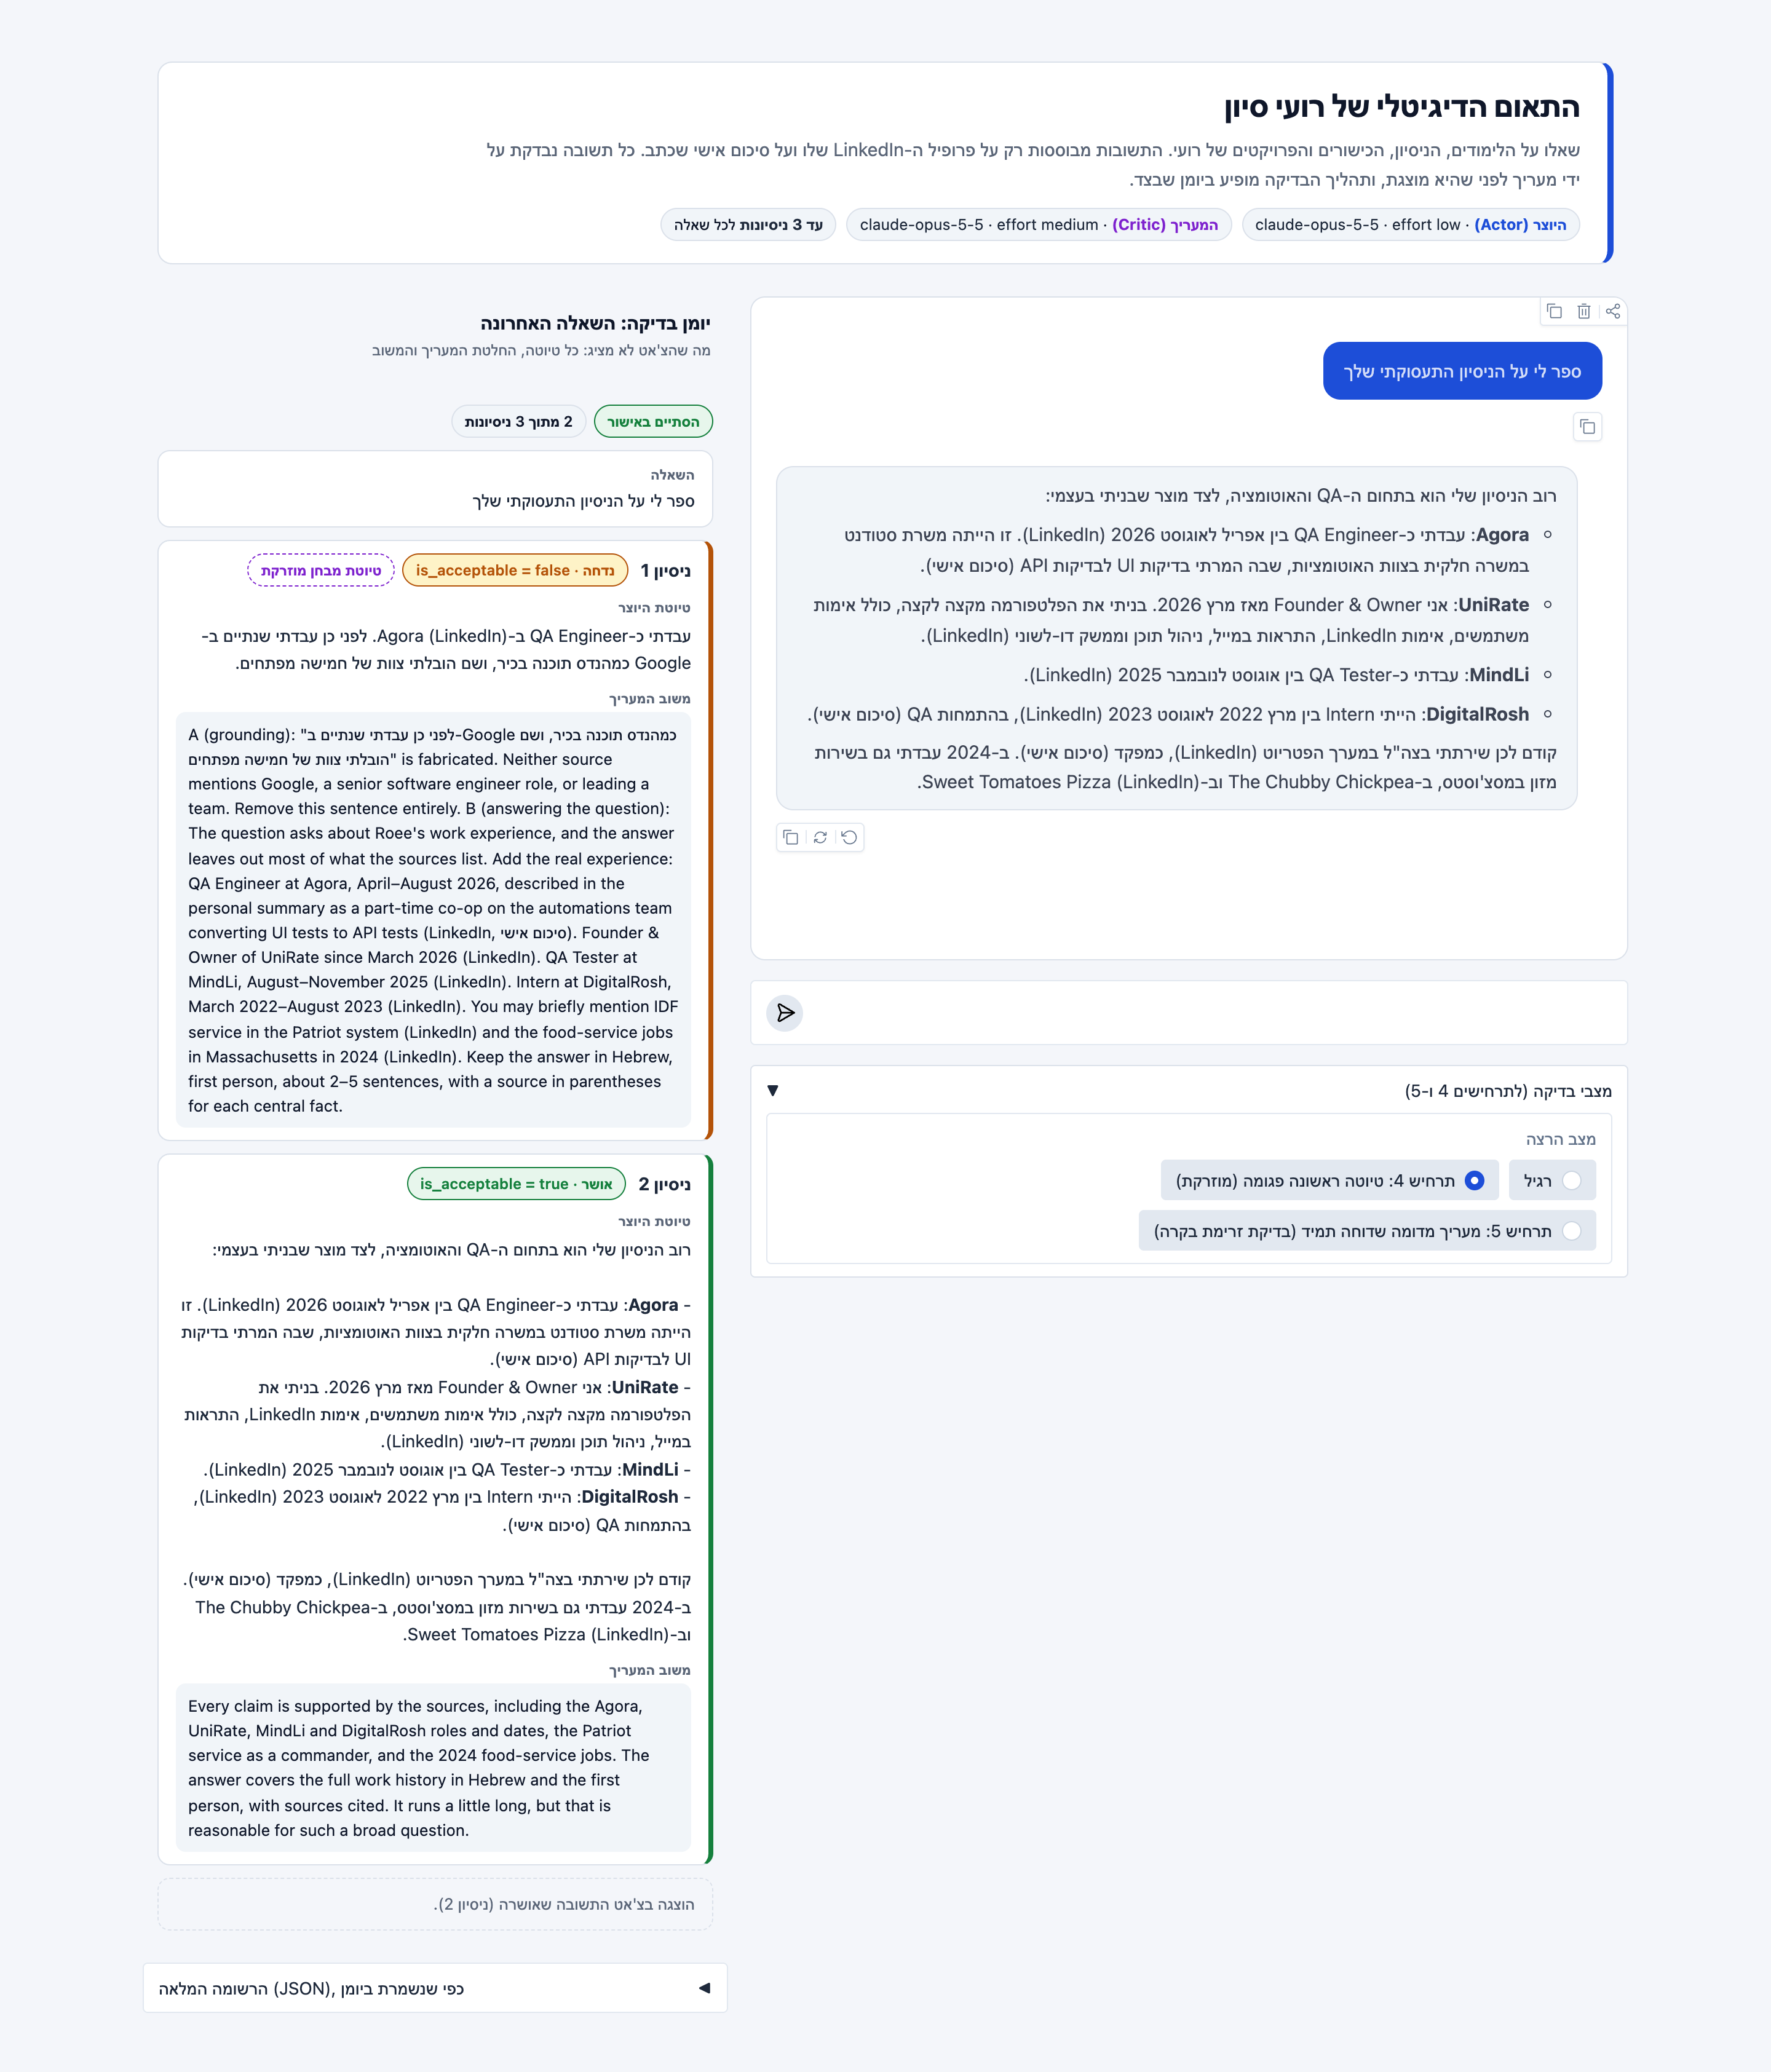 התאום הדיגיטלי של רועי סיון
שאלו על הלימודים, הניסיון, הכישורים והפרויקטים של רועי. התשובות מבוססות רק על פרופיל ה-LinkedIn שלו ועל סיכום אישי שכתב. כל תשובה נבדקת על
ידי מעריך לפני שהיא מוצגת, ותהליך הבדיקה מופיע ביומן שבצד.
היוצר (Actor) · claude-opus-5-5 · effort low
המעריך (Critic) · claude-opus-5-5 · effort medium
עד 3 ניסיונות לכל שאלה
ספר לי על הניסיון התעסוקתי שלך
רוב הניסיון שלי הוא בתחום ה-QA והאוטומציה, לצד מוצר שבניתי בעצמי:
Agora: עבדתי כ-QA Engineer בין אפריל לאוגוסט 2026 (LinkedIn). זו הייתה משרת סטודנט
במשרה חלקית בצוות האוטומציות, שבה המרתי בדיקות UI לבדיקות API (סיכום אישי).
UniRate: אני Founder & Owner מאז מרץ 2026. בניתי את הפלטפורמה מקצה לקצה, כולל אימות
משתמשים, אימות LinkedIn, התראות במייל, ניהול תוכן וממשק דו-לשוני (LinkedIn).
MindLi: עבדתי כ-QA Tester בין אוגוסט לנובמבר 2025 (LinkedIn).
DigitalRosh: הייתי Intern בין מרץ 2022 לאוגוסט 2023 (LinkedIn), בהתמחות QA (סיכום אישי).
קודם לכן שירתתי בצה"ל במערך הפטריוט (LinkedIn), כמפקד (סיכום אישי). ב-2024 עבדתי גם בשירות
מזון במסצ'וסטס, ב-The Chubby Chickpea וב-Sweet Tomatoes Pizza (LinkedIn).
מצבי בדיקה (לתרחישים 4 ו-5)
מצב הרצה
רגיל
תרחיש 4: טיוטה ראשונה פגומה (מוזרקת)
תרחיש 5: מעריך מדומה שדוחה תמיד (בדיקת זרימת בקרה)
יומן בדיקה: השאלה האחרונה
מה שהצ'אט לא מציג: כל טיוטה, החלטת המעריך והמשוב
הסתיים באישור
2 מתוך 3 ניסיונות
השאלה
ספר לי על הניסיון התעסוקתי שלך
ניסיון 1
נדחה · is_acceptable = false
טיוטת מבחן מוזרקת
טיוטת היוצר
עבדתי כ-QA Engineer ב-Agora (LinkedIn). לפני כן עבדתי שנתיים ב-
Google כמהנדס תוכנה בכיר, ושם הובלתי צוות של חמישה מפתחים.
משוב המעריך
A (grounding): "לפני כן עבדתי שנתיים ב-Google כמהנדס תוכנה בכיר, ושם
הובלתי צוות של חמישה מפתחים" is fabricated. Neither source
mentions Google, a senior software engineer role, or leading a
team. Remove this sentence entirely. B (answering the question):
The question asks about Roee's work experience, and the answer
leaves out most of what the sources list. Add the real experience:
QA Engineer at Agora, April–August 2026, described in the
personal summary as a part-time co-op on the automations team
converting UI tests to API tests (LinkedIn, סיכום אישי). Founder &
Owner of UniRate since March 2026 (LinkedIn). QA Tester at
MindLi, August–November 2025 (LinkedIn). Intern at DigitalRosh,
March 2022–August 2023 (LinkedIn). You may briefly mention IDF
service in the Patriot system (LinkedIn) and the food-service jobs
in Massachusetts in 2024 (LinkedIn). Keep the answer in Hebrew,
first person, about 2–5 sentences, with a source in parentheses
for each central fact.
ניסיון 2
אושר · is_acceptable = true
טיוטת היוצר
רוב הניסיון שלי הוא בתחום ה-QA והאוטומציה, לצד מוצר שבניתי בעצמי:
- Agora: עבדתי כ-QA Engineer בין אפריל לאוגוסט 2026 (LinkedIn). זו
הייתה משרת סטודנט במשרה חלקית בצוות האוטומציות, שבה המרתי בדיקות
UI לבדיקות API (סיכום אישי).
- UniRate: אני Founder & Owner מאז מרץ 2026. בניתי את
הפלטפורמה מקצה לקצה, כולל אימות משתמשים, אימות LinkedIn, התראות
במייל, ניהול תוכן וממשק דו-לשוני (LinkedIn).
- MindLi: עבדתי כ-QA Tester בין אוגוסט לנובמבר 2025 (LinkedIn).
- DigitalRosh: הייתי Intern בין מרץ 2022 לאוגוסט 2023 (LinkedIn),
בהתמחות QA (סיכום אישי).
קודם לכן שירתתי בצה"ל במערך הפטריוט (LinkedIn), כמפקד (סיכום אישי).
ב-2024 עבדתי גם בשירות מזון במסצ'וסטס, ב-The Chubby Chickpea
וב-Sweet Tomatoes Pizza (LinkedIn).
משוב המעריך
Every claim is supported by the sources, including the Agora,
UniRate, MindLi and DigitalRosh roles and dates, the Patriot
service as a commander, and the 2024 food-service jobs. The
answer covers the full work history in Hebrew and the first
person, with sources cited. It runs a little long, but that is
reasonable for such a broad question.
הוצגה בצ'אט התשובה שאושרה (ניסיון 2).
הרשומה המלאה (JSON), כפי שנשמרת ביומן